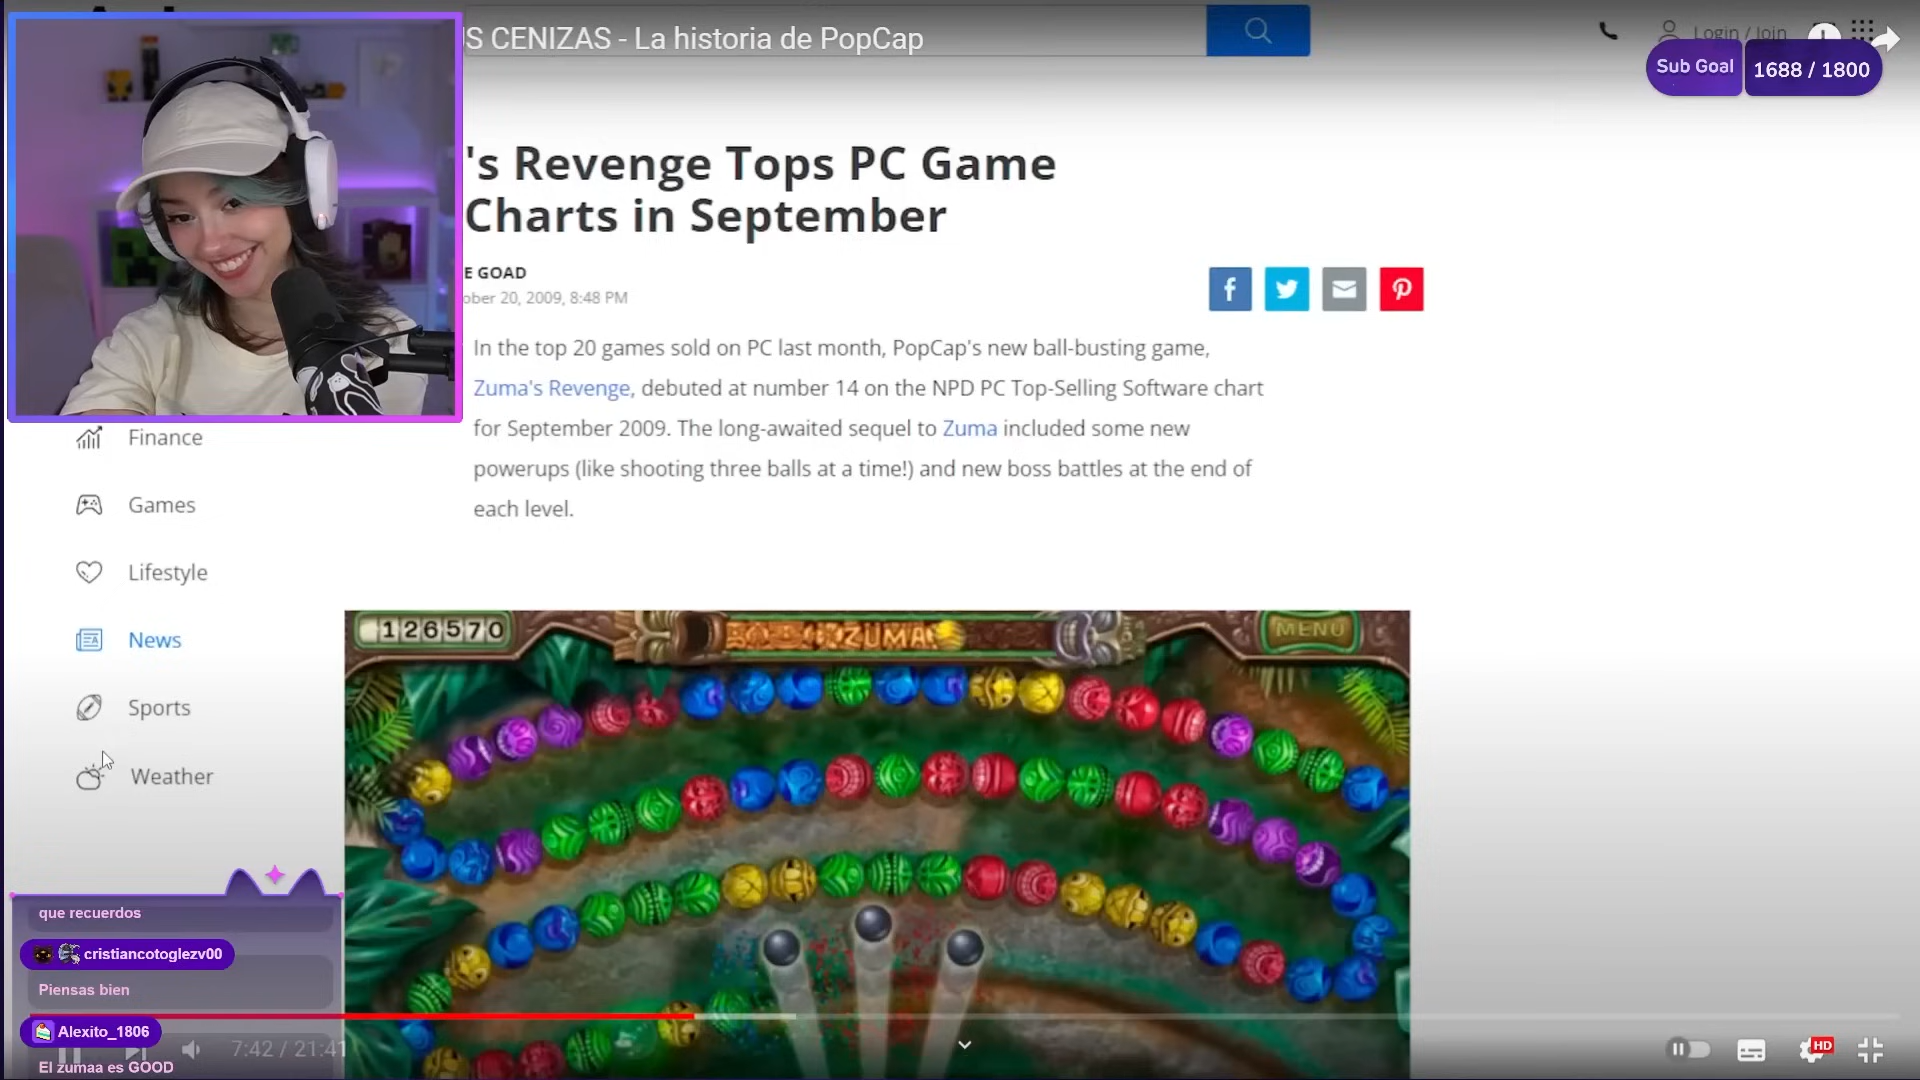 S CENIZAS - La historia de PopCap
Login / Join
Sub Goal
1688 / 1800
's Revenge Tops PC Game
Charts in September
E GOAD
ober 20, 2009, 8:48 PM
In the top 20 games sold on PC last month, PopCap's new ball-busting game,
Zuma's Revenge, debuted at number 14 on the NPD PC Top-Selling Software chart
for September 2009. The long-awaited sequel to Zuma included some new
powerups (like shooting three balls at a time!) and new boss battles at the end of
each level.
Finance
Games
Lifestyle
News
Sports
Weather
126570
ZUMA
MENU
que recuerdos
cristiancotoglezv00
Piensas bien
Alexito_1806
El zumaa es GOOD
7:42 / 21:41
HD